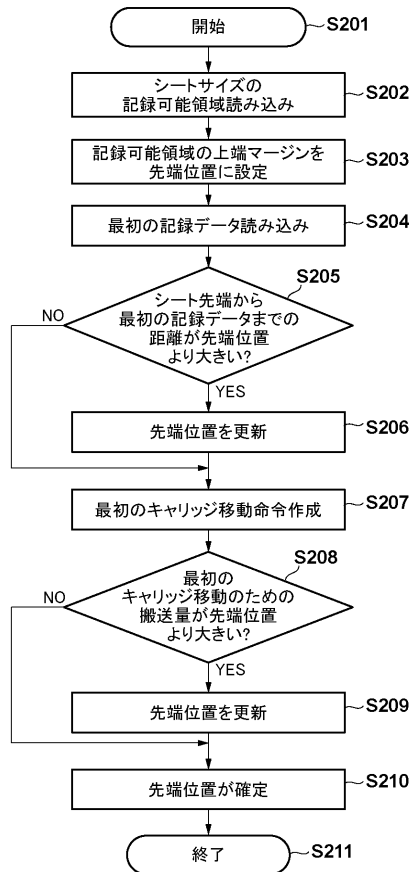 開始
S201
シートサイズの
記録可能領域読み込み
S202
記録可能領域の上端マージンを
先端位置に設定
S203
最初の記録データ読み込み
S204
S205
シート先端から
最初の記録データまでの
距離が先端位置
より大きい?
NO
YES
先端位置を更新
S206
最初のキャリッジ移動命令作成
S207
S208
最初の
キャリッジ移動のための
搬送量が先端位置
より大きい?
NO
YES
先端位置を更新
S209
先端位置が確定
S210
終了
S211